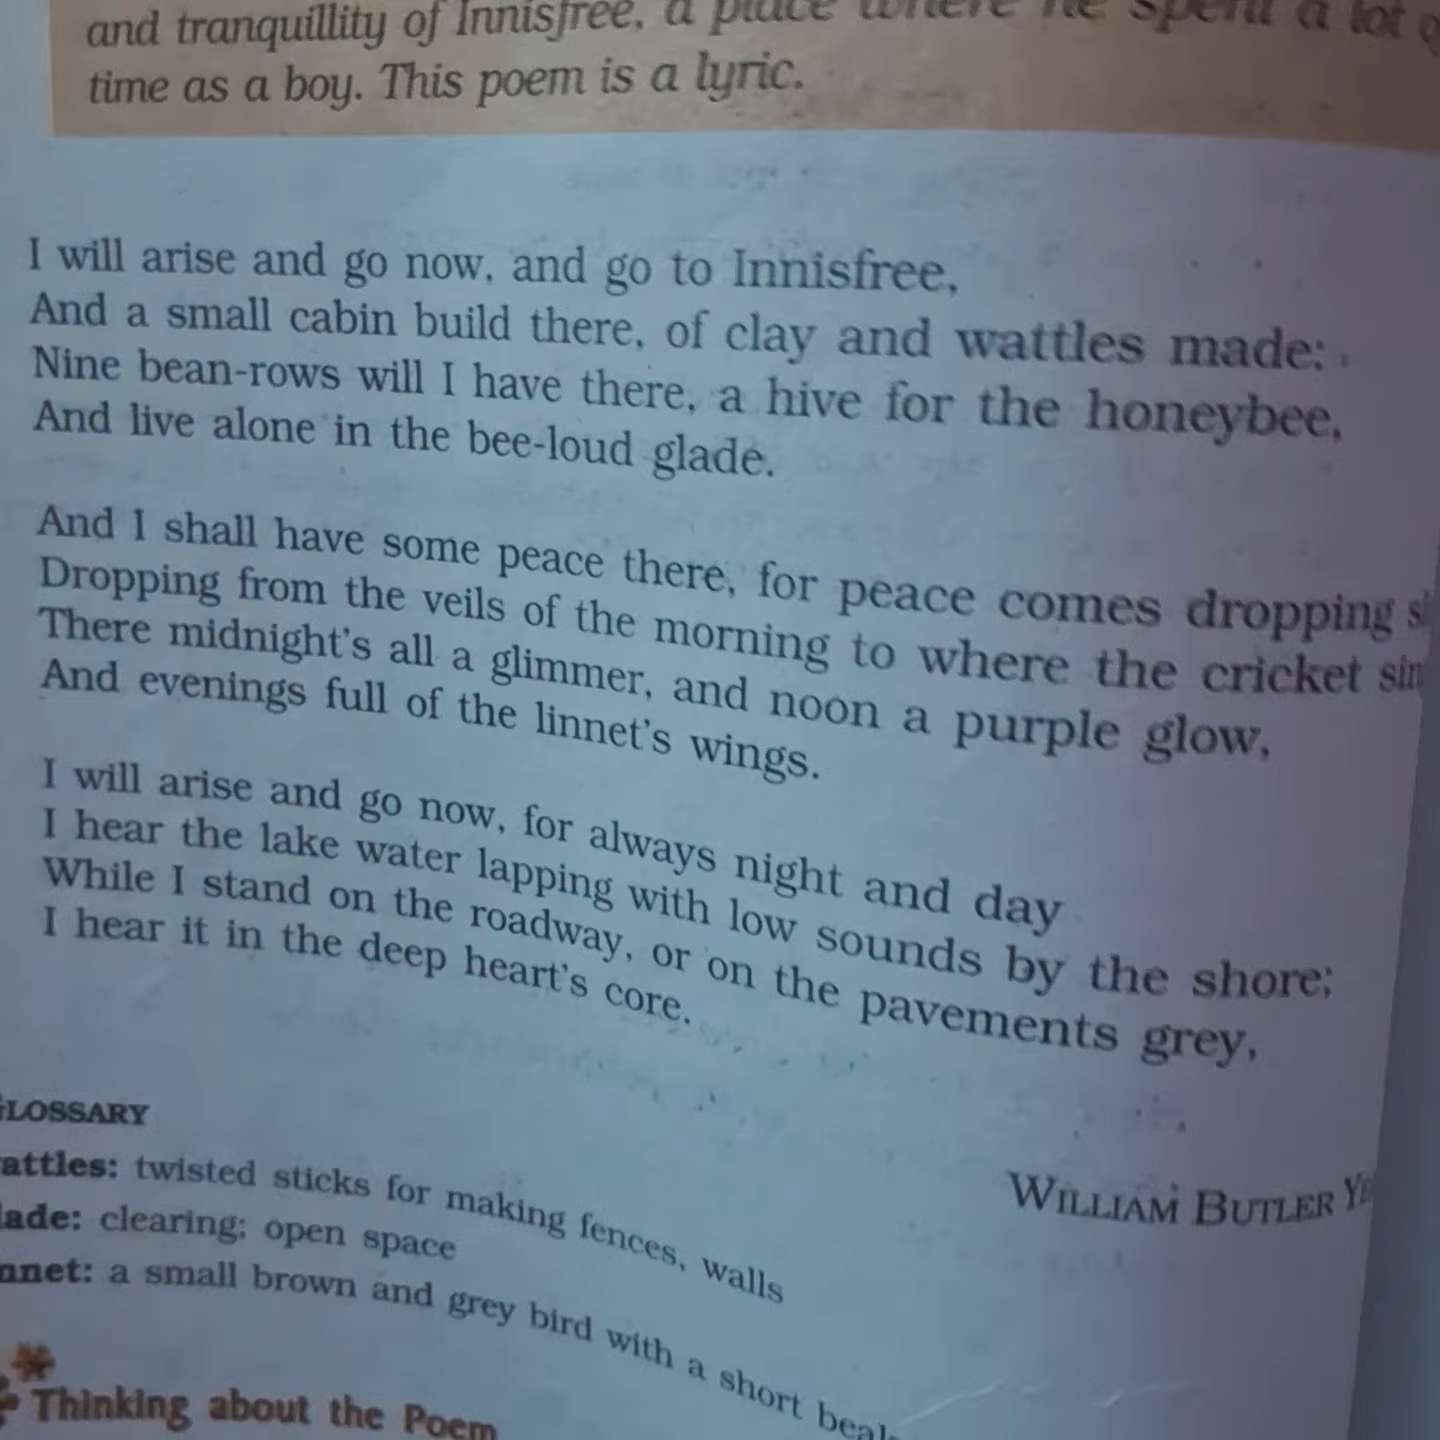 and tranquillity of Innisfree, a place where he spent a lot
time as a boy. This poem is a lyric.
I will arise and go now, and go to Innisfree,
And a small cabin build there, of clay and wattles made:
Nine bean-rows will I have there, a hive for the honeybee,
And live alone in the bee-loud glade.
And I shall have some peace there, for peace comes dropping
Dropping from the veils of the morning to where the cricket
There midnight's all a glimmer, and noon a purple glow,
And evenings full of the linnet's wings.
I will arise and go now, for always night and day
I hear the lake water lapping with low sounds by the shore;
While I stand on the roadway, or on the pavements grey,
I hear it in the deep heart's core.
WILLIAM BUTLER
GLOSSARY
attles: twisted sticks for making fences, walls
lade: clearing; open space
nnet: a small brown and grey bird with a short
Thinking about the Poem